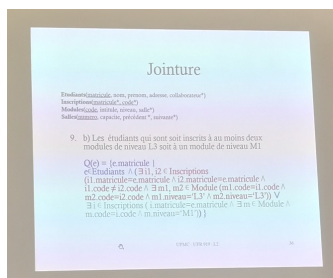 Jointure
Etudiants(matricule, nom, prenom, adresse, collaborateur*)
Inscriptions(matricule*, code*)
Modules(code, intitule, niveau, salle*)
Salles(numero, capacite, précédent *, suivante*)
9. b) Les étudiants qui sont soit inscrits à au moins deux
modules de niveau L3 soit à un module de niveau M1
Q(e) = {e.matricule |
e∈Etudiants ∧ (∃ i1, i2 ∈ Inscriptions
(i1.matricule=e.matricule ∧ i2.matricule=e.matricule ∧
i1.code ≠ i2.code ∧ ∃ m1, m2 ∈ Module (m1.code=i1.code ∧
m2.code=i2.code ∧ m1.niveau='L3' ∧ m2.niveau='L3')) ∨
∃ i ∈ Inscriptions ( i.matricule=e.matricule ∧ ∃ m ∈ Module ∧
m.code=i.code ∧ m.niveau='M1')) }